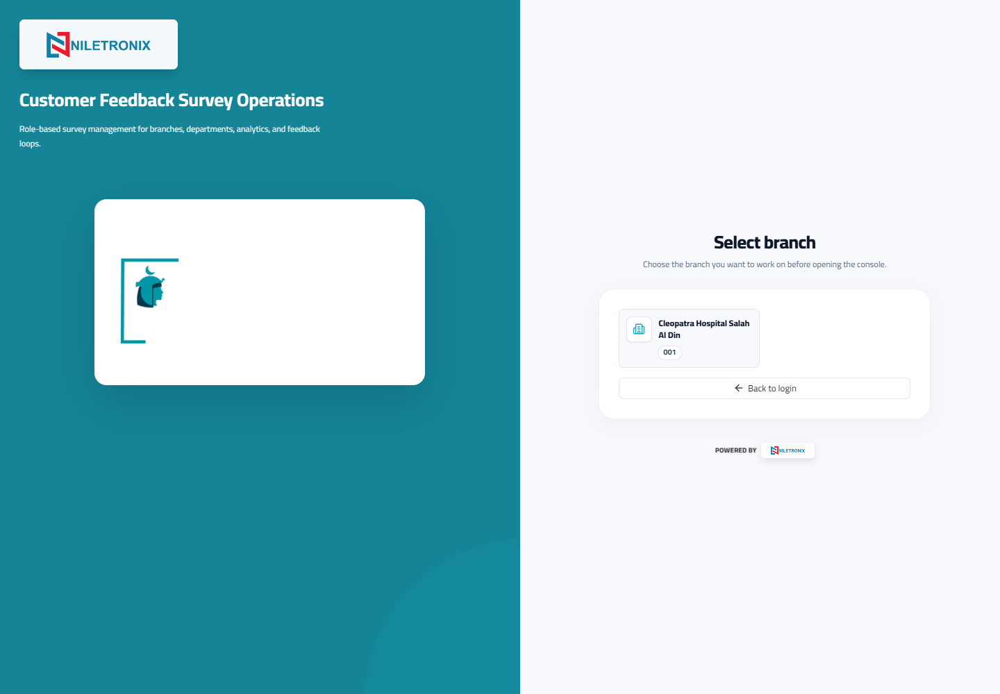 NILETRONIX
Customer Feedback Survey Operations
Role-based survey management for branches, departments, analytics, and feedback
loops.
Select branch
Choose the branch you want to work on before opening the console.
Cleopatra Hospital Salah
Al Din
001
Back to login
POWERED BY NILETRONIX